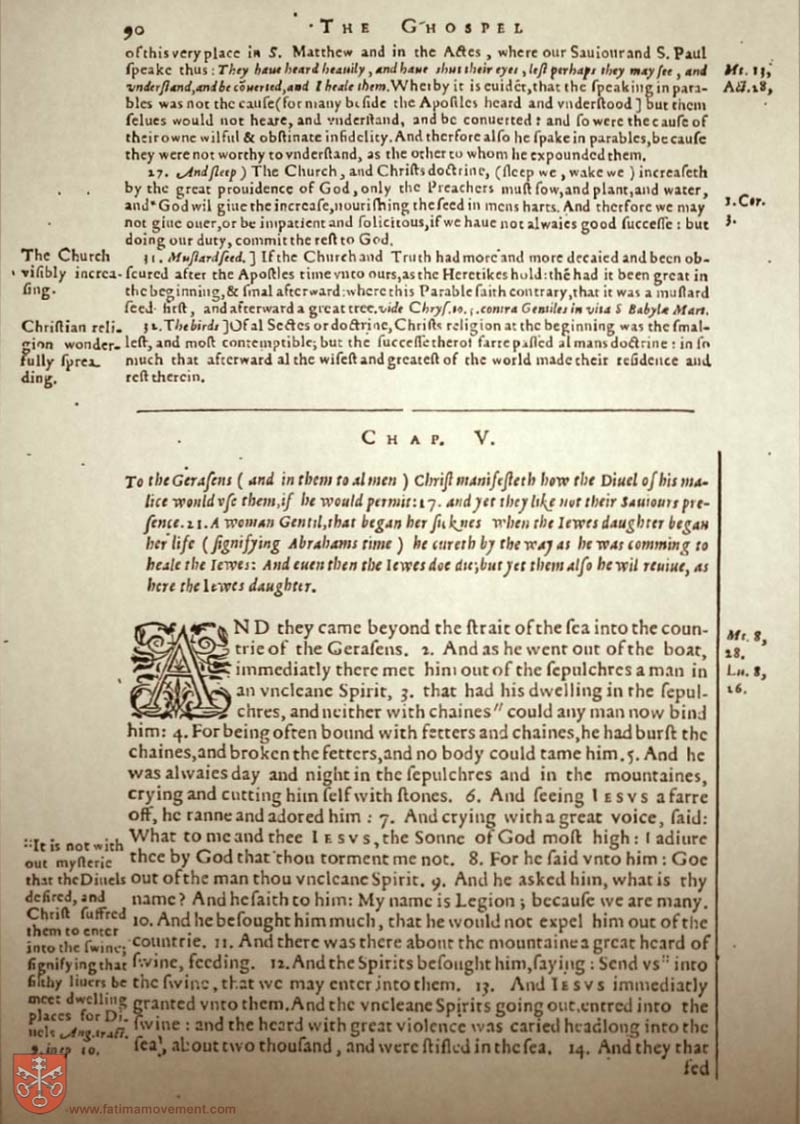 90
THE GHOSPEL
of this very place in S. Matthew and in the Actes, where our Sauiour and S. Paul
ſpeake thus: They haue heard heauily, and haue shut their eyes, leſt perhaps they may ſee, and
vnderſtand, and be cōuerted, and I heale them. Wherby it is euidēt, that the ſpeaking in para-
bles was not the cauſe (for many beſide the Apoſtles heard and vnderſtood] but them
ſelues would not heare, and vnderſtand, and be conuerted: and ſo were the cauſe of
their owne wilful & obſtinate infidelity. And therfore alſo he ſpake in parables, becauſe
they were not worthy to vnderſtand, as the other to whom he expounded them.
Mt. 13,
Act. 28,
27. And ſleep) The Church, and Chriſts doctrine, (ſleep we, wake we) increaſeth
by the great prouidence of God, only the Preachers muſt ſow, and plant, and water,
and* God wil giue the increaſe, nouriſhing the ſeed in mens harts. And therfore we may
not giue ouer, or be impatient and ſolicitous, if we haue not alwaies good ſucceſſe: but
doing our duty, commit the reſt to God.
1. Cor.
3.
The Church
viſibly increa-
ſing.
31. Muſtardſeed.] If the Church and Truth had more and more decaied and been ob-
ſcured after the Apoſtles time vnto ours, as the Heretikes hold: thē had it been great in
the beginning, & ſmal afterward: where this Parable ſaith contrary, that it was a muſtard
ſeed firſt, and afterward a great tree. vide Chryſ. contra Gentiles in vita S Babylæ Mart.
Chriſtian reli-
gion wonder-
fully ſprea-
ding.
32. The birds] Of al Sectes or doctrine, Chriſts religion at the beginning was the ſmal-
leſt, and moſt contemptible; but the ſucceſſe therof farre paſſed al mans doctrine: in ſo
much that afterward al the wiſeſt and greateſt of the world made their reſidence and
reſt therein.
CHAP. V.
To the Geraſens (and in them to al men) Chriſt manifeſteth how the Diuel of his ma-
lice would vſe them, if he would permit: 17. and yet they like not their Sauiours pre-
ſence. 21. A woman Gentil, that began her ſicknes when the Iewes daughter began
her life (ſignifying Abrahams time) he cureth by the way as he was comming to
heale the Iewes: And euen then the Iewes doe die, but yet them alſo he wil reuiue, as
here the Iewes daughter.
AND they came beyond the ſtrait of the ſea into the coun-
trie of the Geraſens. 2. And as he went out of the boat,
immediatly there met him out of the ſepulchres a man in
an vncleane Spirit, 3. that had his dwelling in the ſepul-
chres, and neither with chaines" could any man now bind
him: 4. For being often bound with fetters and chaines, he had burſt the
chaines, and broken the fetters, and no body could tame him. 5. And he
was alwaies day and night in the ſepulchres and in the mountaines,
crying and cutting him ſelf with ſtones. 6. And ſeeing IESVS a farre
off, he ranne and adored him: 7. And crying with a great voice, ſaid:
What to me and thee IESVS, the Sonne of God moſt high: I adiure
thee by God that thou torment me not. 8. For he ſaid vnto him: Goe
out of the man thou vncleane Spirit. 9. And he asked him, what is thy
name? And he ſaith to him: My name is Legion; becauſe we are many.
10. And he beſought him much, that he would not expel him out of the
countrie. 11. And there was there about the mountaine a great heard of
ſwine, feeding. 12. And the Spirits beſought him, ſaying: Send vs:: into
the ſwine, that we may enter into them. 13. And IESVS immediatly
granted vnto them. And the vncleane Spirits going out, entred into the
ſwine: and the heard with great violence was caried headlong into the
ſea, about two thouſand, and were ſtifled in the ſea. 14. And they that
fed
Mt. 8,
28.
Lu. 8,
26.
::It is not with
out myſterie
that the Diuels
deſired, and
Chriſt ſuffred
them to enter
into the ſwine;
ſignifying that
filthy liuers be
meet dwelling
places for Di-
uels Aug. tract.
10.
www.fatimamovement.com